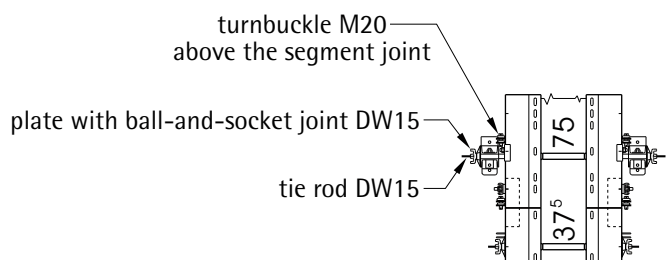 turnbuckle M20
above the segment joint
plate with ball-and-socket joint DW15
tie rod DW15
75
37⁵